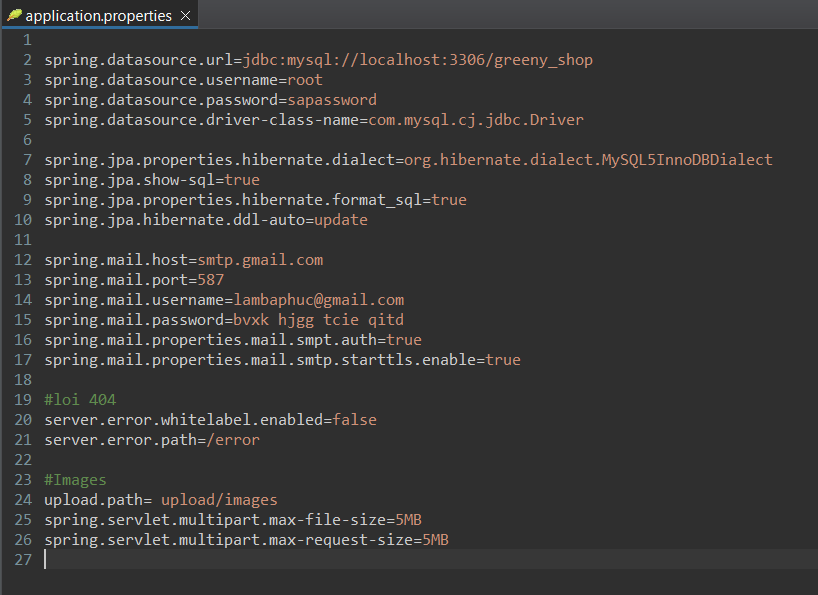 application.properties
1
2 spring.datasource.url=jdbc:mysql://localhost:3306/greeny_shop
3 spring.datasource.username=root
4 spring.datasource.password=sapassword
5 spring.datasource.driver-class-name=com.mysql.cj.jdbc.Driver
6
7 spring.jpa.properties.hibernate.dialect=org.hibernate.dialect.MySQL5InnoDBDialect
8 spring.jpa.show-sql=true
9 spring.jpa.properties.hibernate.format_sql=true
10 spring.jpa.hibernate.ddl-auto=update
11
12 spring.mail.host=smtp.gmail.com
13 spring.mail.port=587
14 spring.mail.username=lambaphuc@gmail.com
15 spring.mail.password=bvxk hjgg tcie qitd
16 spring.mail.properties.mail.smpt.auth=true
17 spring.mail.properties.mail.smtp.starttls.enable=true
18
19 #loi 404
20 server.error.whitelabel.enabled=false
21 server.error.path=/error
22
23 #Images
24 upload.path= upload/images
25 spring.servlet.multipart.max-file-size=5MB
26 spring.servlet.multipart.max-request-size=5MB
27